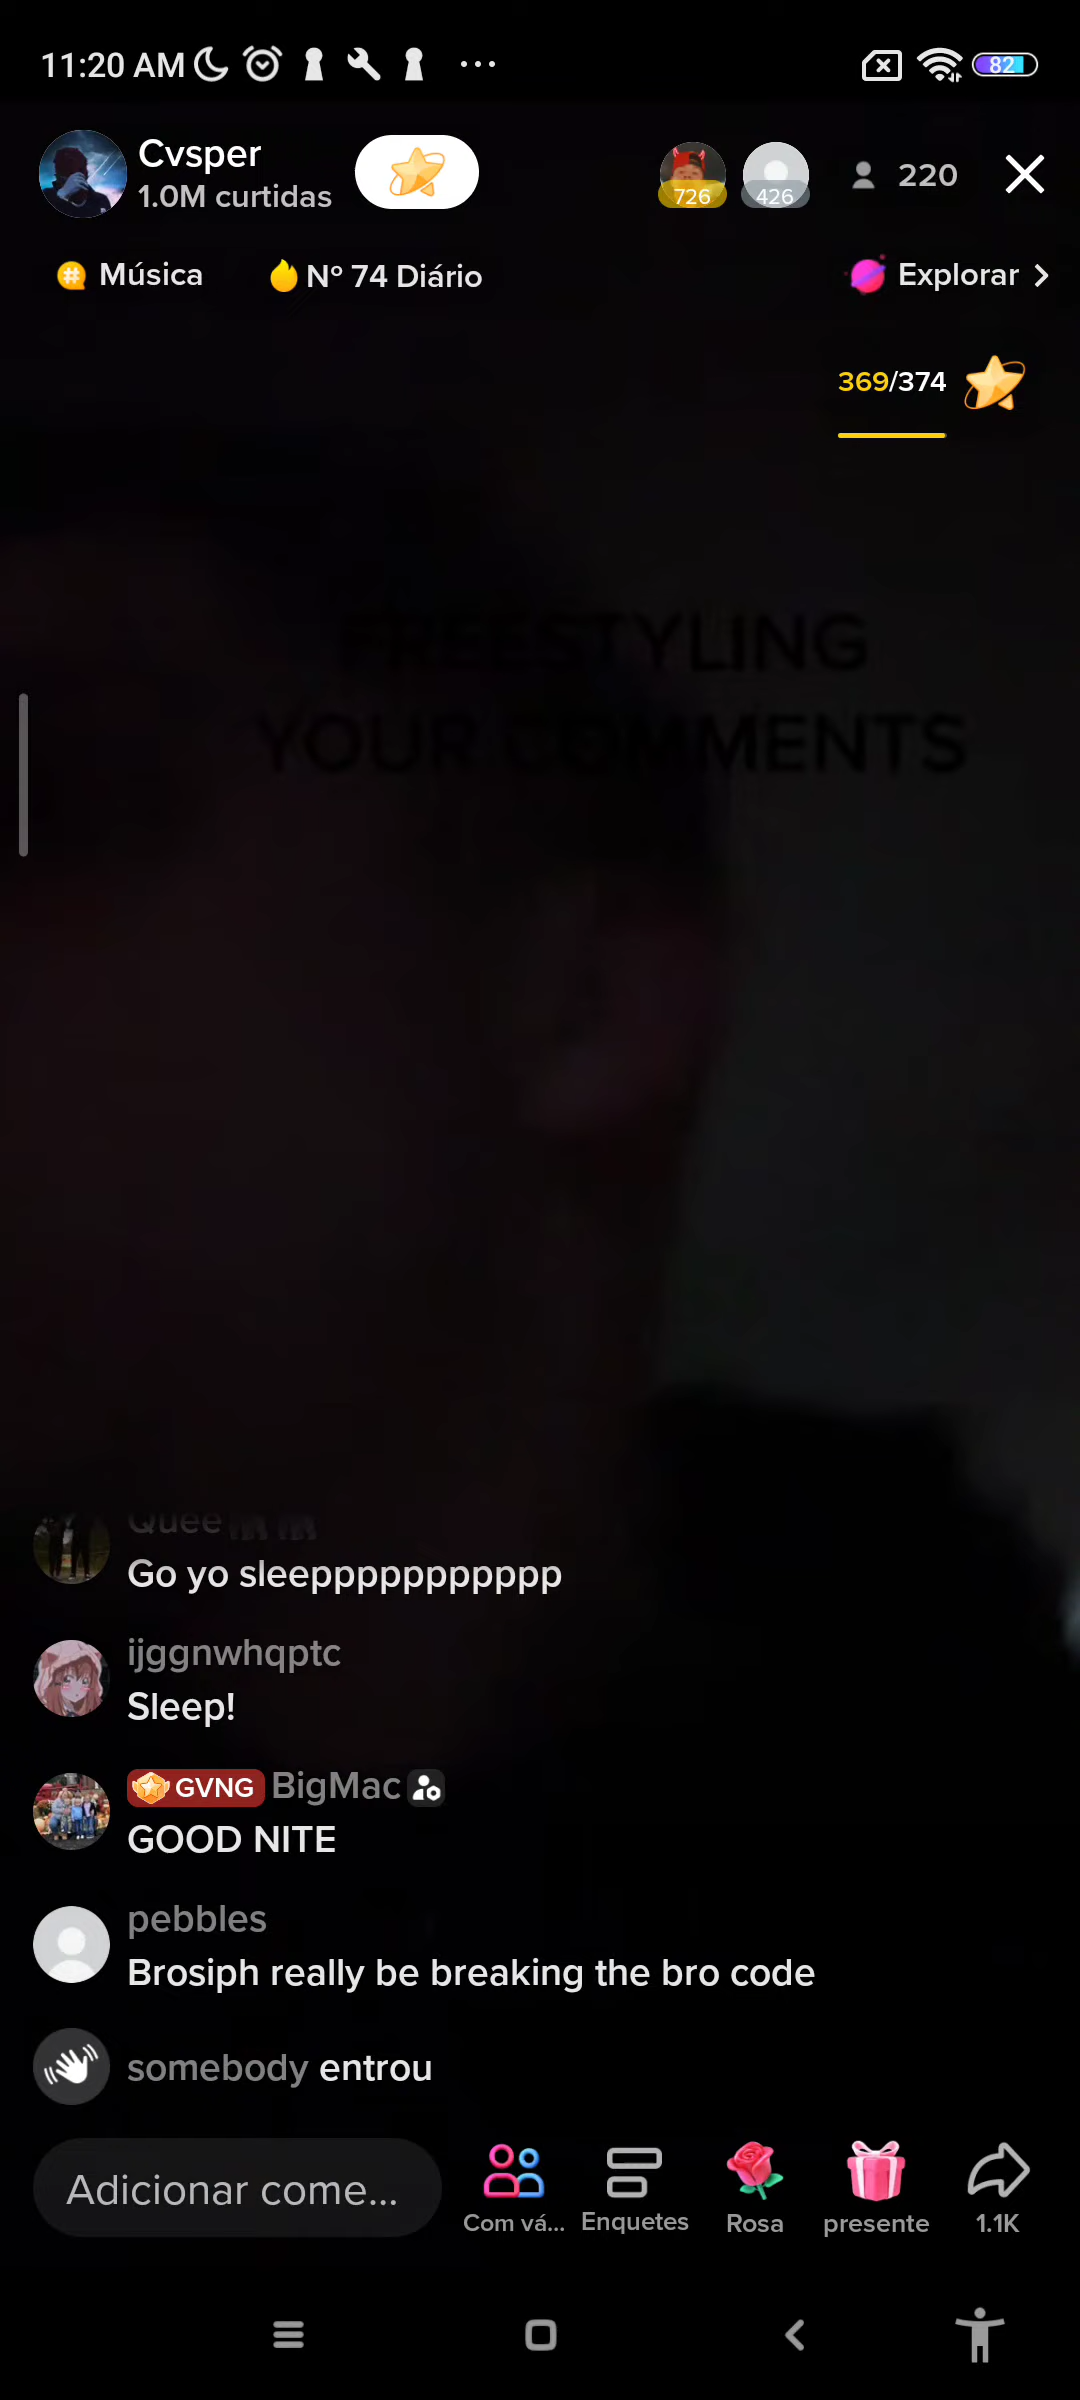 11:20 AM
82
Cvsper
1.0M curtidas
726
426
220
Música
Nº 74 Diário
Explorar
369/374
FREESTYLING
YOUR COMMENTS
Quee
Go yo sleeppppppppppp
ijggnwhqptc
Sleep!
GVNG BigMac
GOOD NITE
pebbles
Brosiph really be breaking the bro code
somebody entrou
Adicionar come...
Com vá...
Enquetes
Rosa
presente
1.1K